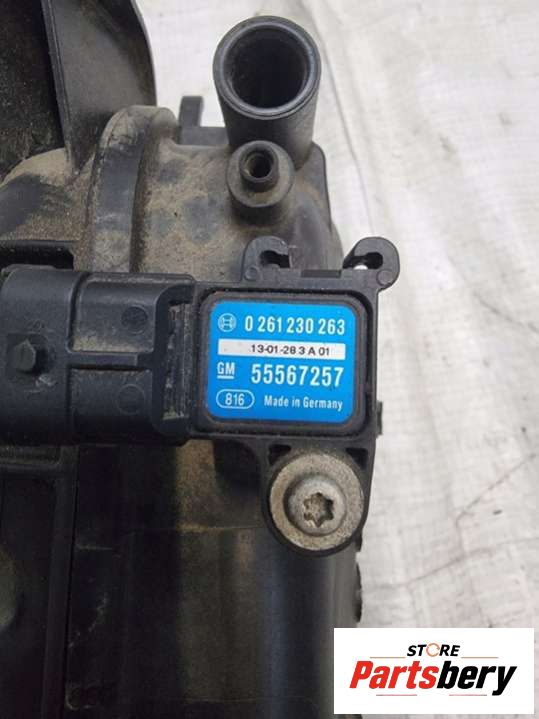 0 261 230 263
13-01-28 3 A 01
GM 55567257
816 Made in Germany
STORE
Partsbery